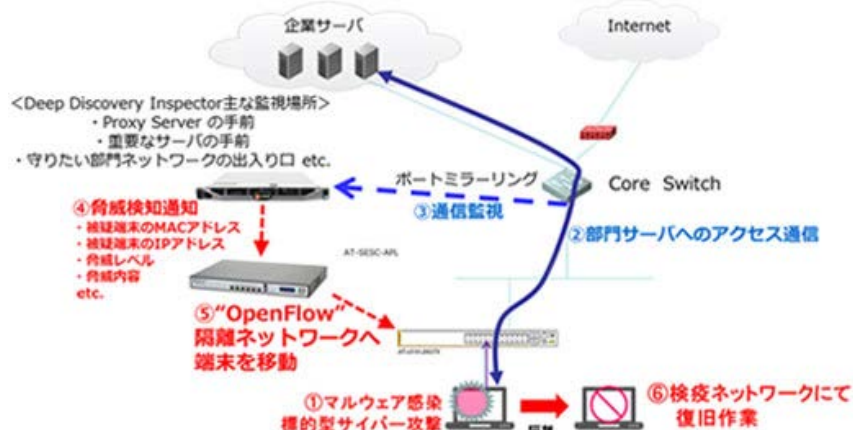 企業サーバ
Internet
<Deep Discovery Inspector主な監視場所>
・Proxy Server の手前
・重要なサーバの手前
・守りたい部門ネットワークの出入り口 etc.
ポートミラーリング
Core Switch
③通信監視
②部門サーバへのアクセス通信
④脅威検知通知
・被疑端末のMACアドレス
・被疑端末のIPアドレス
・脅威レベル
・脅威内容
etc.
AT-SESC-APL
⑤“OpenFlow”
隔離ネットワークへ
端末を移動
①マルウェア感染
標的型サイバー攻撃
⑥検疫ネットワークにて
復旧作業